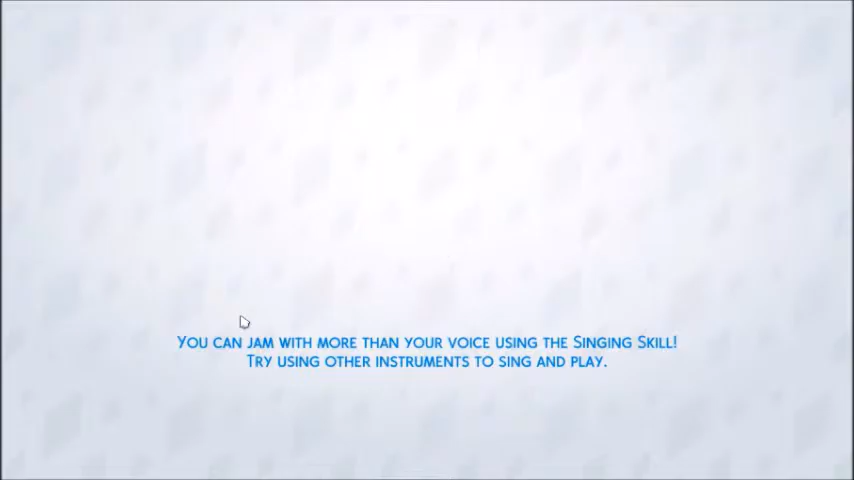 You can jam with more than your voice using the Singing Skill!
Try using other instruments to sing and play.